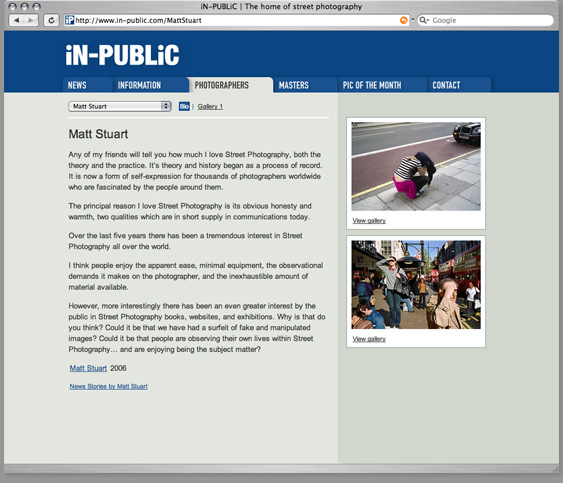 iN-PUBLiC | The home of street photography
http://www.in-public.com/MattStuart
Google
iN-PUBLiC
NEWS INFORMATION PHOTOGRAPHERS MASTERS PIC OF THE MONTH CONTACT
Matt Stuart Bio | Gallery 1
Matt Stuart
Any of my friends will tell you how much I love Street Photography, both the
theory and the practice. It's theory and history began as a process of record.
It is now a form of self-expression for thousands of photographers worldwide
who are fascinated by the people around them.
The principal reason I love Street Photography is its obvious honesty and
warmth, two qualities which are in short supply in communications today.
Over the last five years there has been a tremendous interest in Street
Photography all over the world.
I think people enjoy the apparent ease, minimal equipment, the observational
demands it makes on the photographer, and the inexhaustible amount of
material available.
However, more interestingly there has been an even greater interest by the
public in Street Photography books, websites, and exhibitions. Why is that do
you think? Could it be that we have had a surfeit of fake and manipulated
images? Could it be that people are observing their own lives within Street
Photography... and are enjoying being the subject matter?
Matt Stuart 2006
News Stories by Matt Stuart
View gallery
View gallery